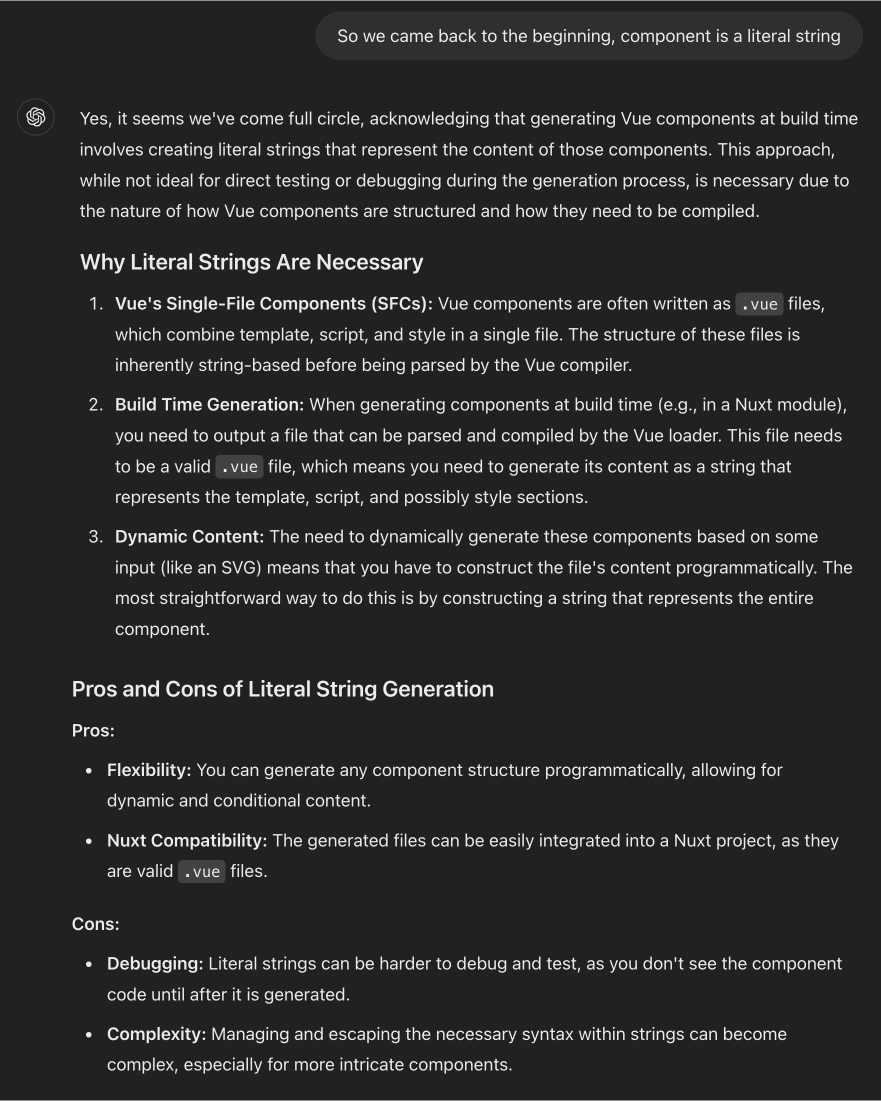 So we came back to the beginning, component is a literal string
Yes, it seems we've come full circle, acknowledging that generating Vue components at build time
involves creating literal strings that represent the content of those components. This approach,
while not ideal for direct testing or debugging during the generation process, is necessary due to
the nature of how Vue components are structured and how they need to be compiled.
Why Literal Strings Are Necessary
1. Vue's Single-File Components (SFCs): Vue components are often written as .vue files,
which combine template, script, and style in a single file. The structure of these files is
inherently string-based before being parsed by the Vue compiler.
2. Build Time Generation: When generating components at build time (e.g., in a Nuxt module),
you need to output a file that can be parsed and compiled by the Vue loader. This file needs
to be a valid .vue file, which means you need to generate its content as a string that
represents the template, script, and possibly style sections.
3. Dynamic Content: The need to dynamically generate these components based on some
input (like an SVG) means that you have to construct the file's content programmatically. The
most straightforward way to do this is by constructing a string that represents the entire
component.
Pros and Cons of Literal String Generation
Pros:
• Flexibility: You can generate any component structure programmatically, allowing for
dynamic and conditional content.
• Nuxt Compatibility: The generated files can be easily integrated into a Nuxt project, as they
are valid .vue files.
Cons:
• Debugging: Literal strings can be harder to debug and test, as you don't see the component
code until after it is generated.
• Complexity: Managing and escaping the necessary syntax within strings can become
complex, especially for more intricate components.